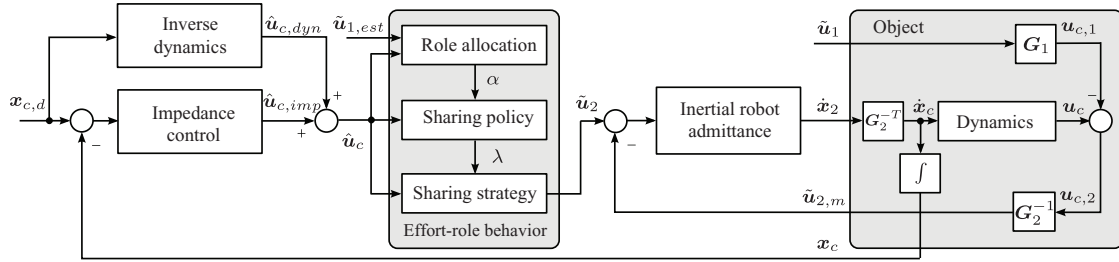 Inverse
dynamics
û_{c,dyn}
ũ_{1,est}
Role allocation
α
ũ_1
Object
G_1
u_{c,1}
x_{c,d}
+
-
Impedance
control
û_{c,imp}
+
û_c
Sharing policy
λ
Sharing strategy
Effort-role behavior
ũ_2
-
Inertial robot
admittance
ẋ_2
G_2^{-T}
ẋ_c
Dynamics
u_c
-
∫
ũ_{2,m}
G_2^{-1}
u_{c,2}
x_c